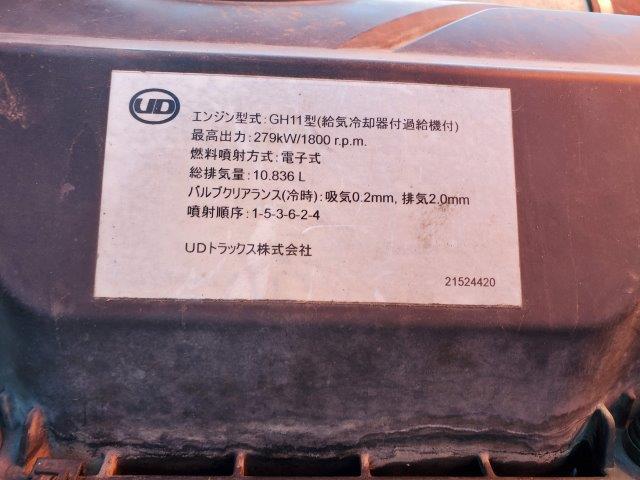 UD
エンジン型式:GH11型(給気冷却器付過給機付)
最高出力:279kW/1800 r.p.m.
燃料噴射方式:電子式
総排気量:10.836 L
バルブクリアランス(冷時):吸気0.2mm, 排気2.0mm
噴射順序:1-5-3-6-2-4
UDトラックス株式会社
21524420